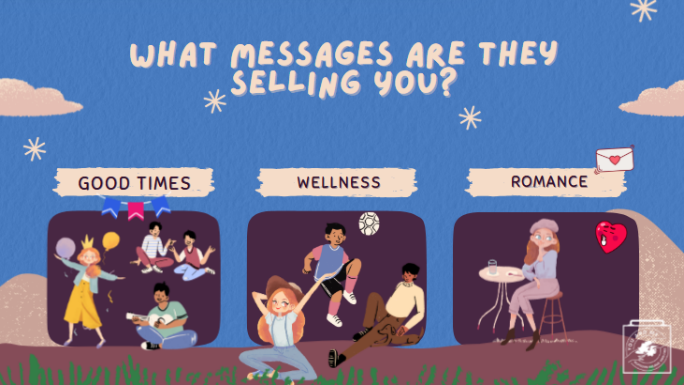 WHAT MESSAGES ARE THEY
SELLING YOU?
GOOD TIMES
WELLNESS
ROMANCE